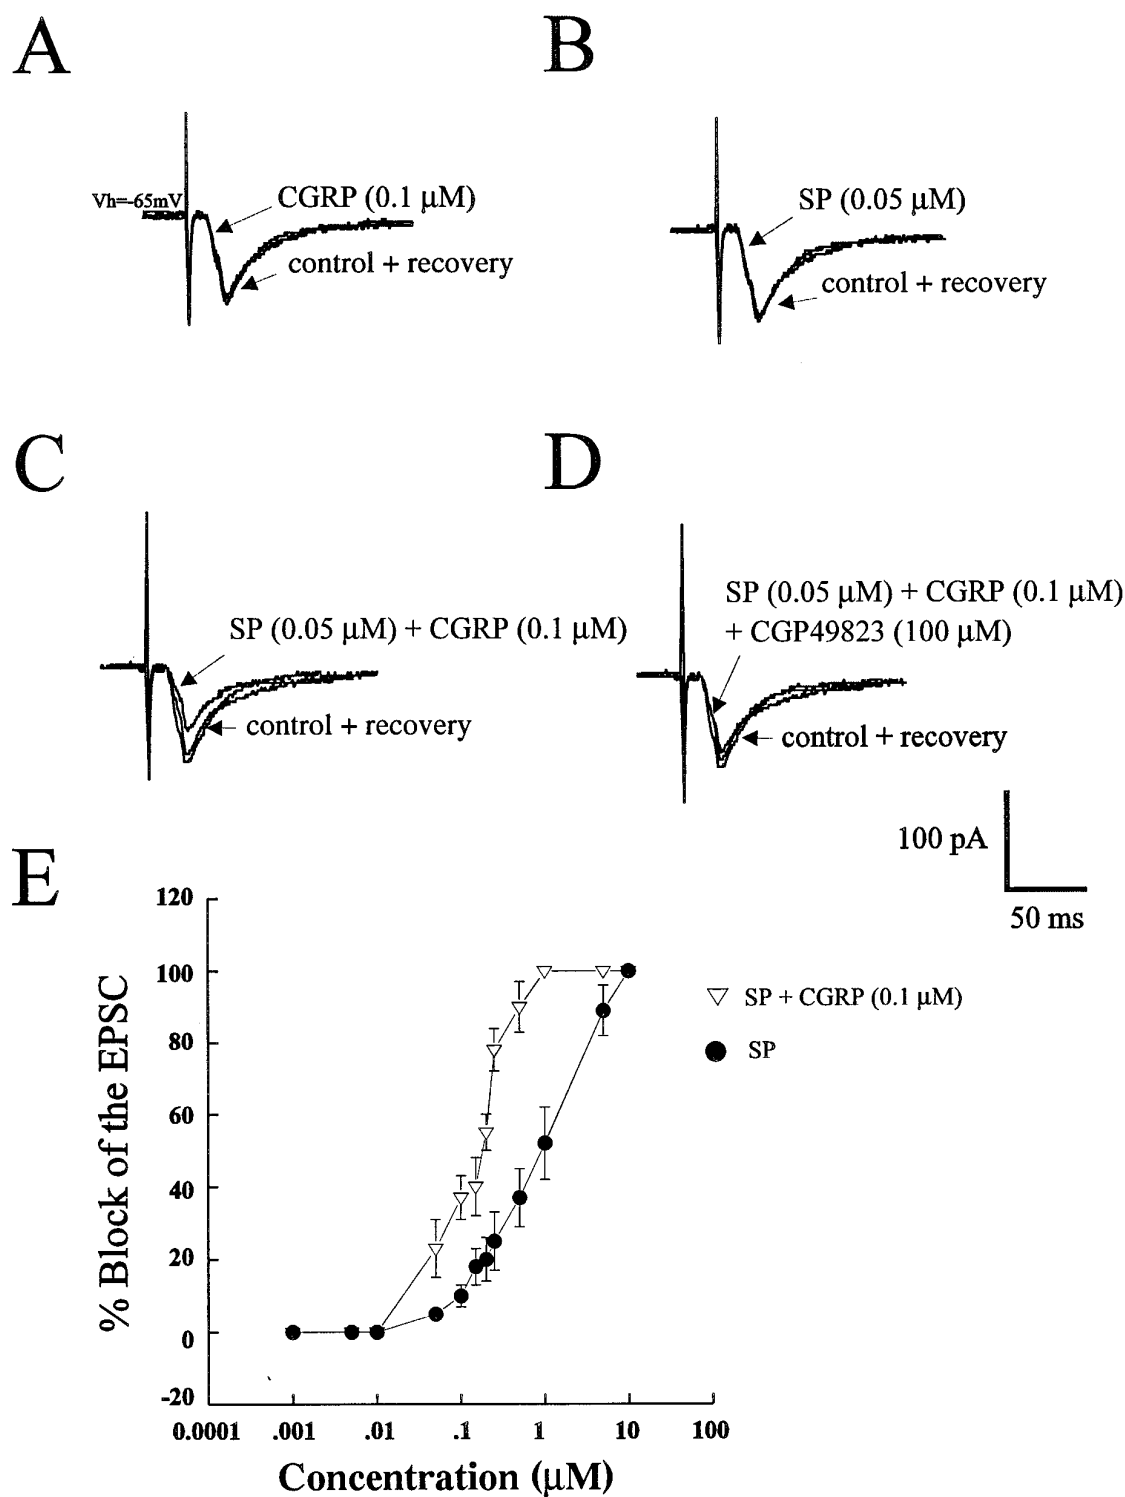 A
B
Vh=-65mV
CGRP (0.1 μM)
control + recovery
SP (0.05 μM)
control + recovery
C
D
SP (0.05 μM) + CGRP (0.1 μM)
control + recovery
SP (0.05 μM) + CGRP (0.1 μM)
+ CGP49823 (100 μM)
control + recovery
100 pA
50 ms
E
% Block of the EPSC
120
100
80
60
40
20
0
-20
0.0001 .001 .01 .1 1 10 100
Concentration (μM)
SP + CGRP (0.1 μM)
SP